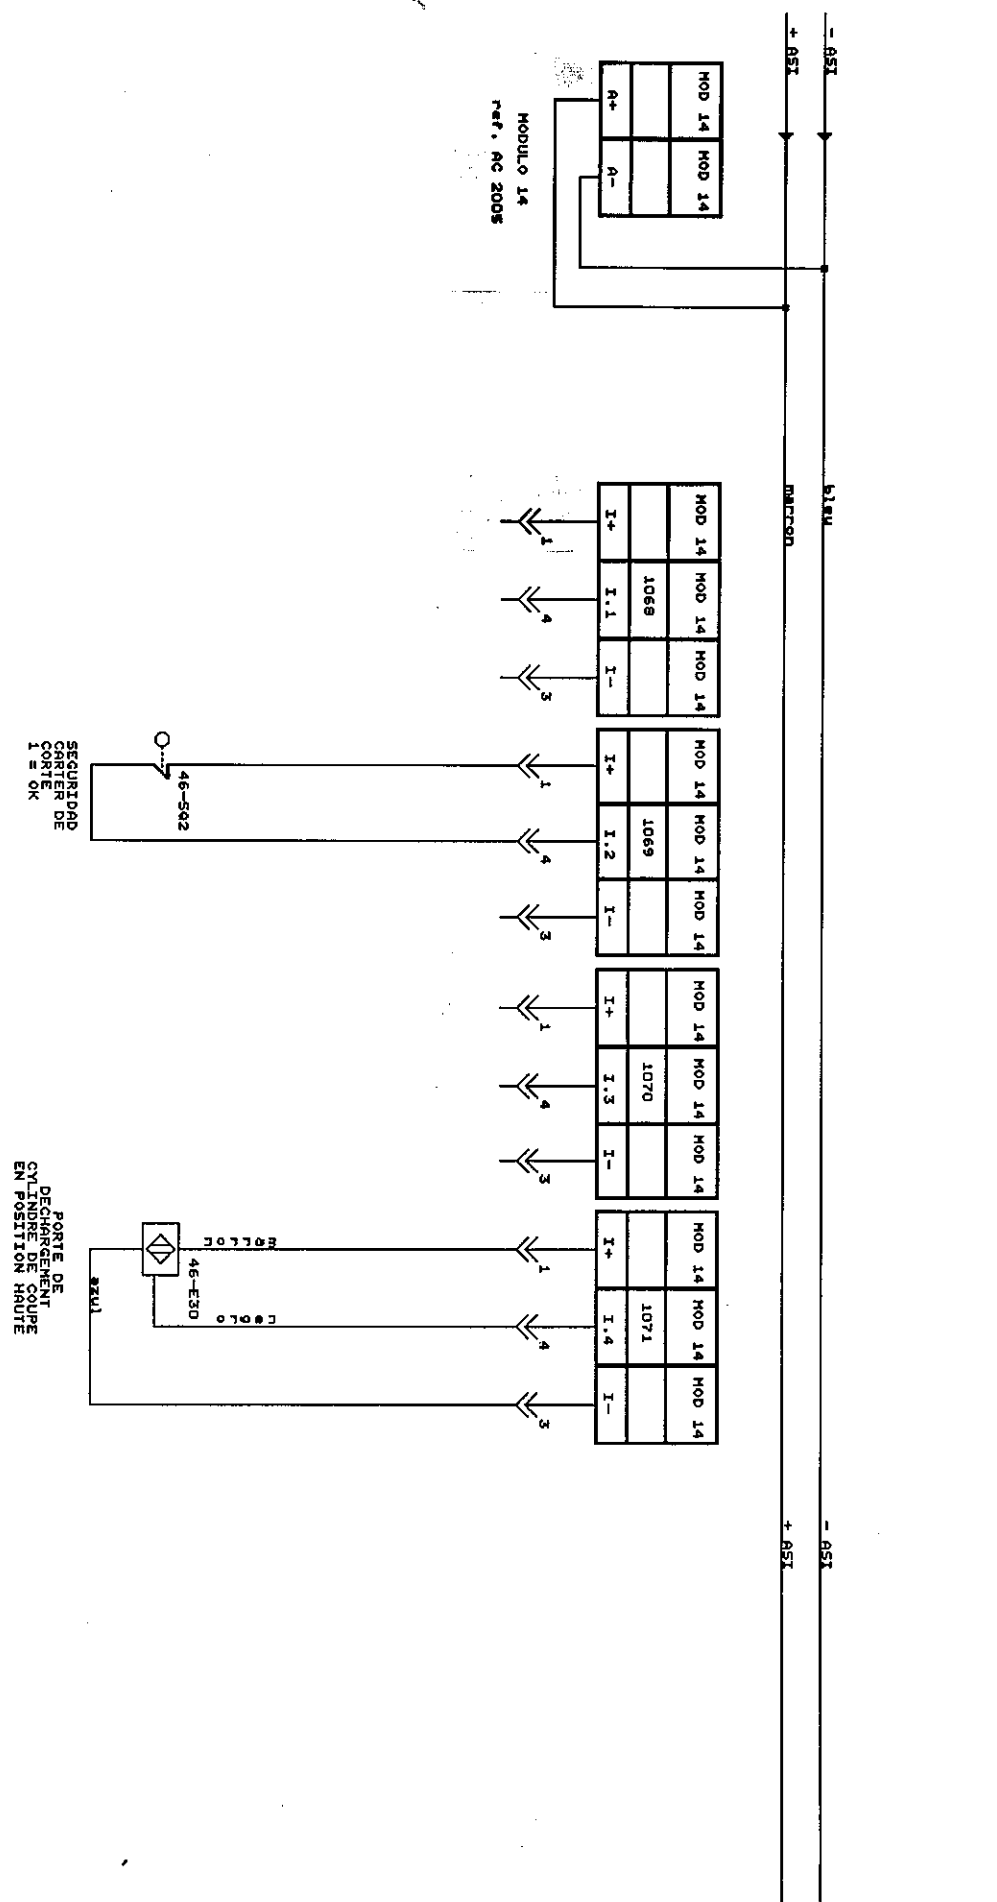 - ASI
+ ASI
MOD 14
MOD 14
A+
A-
MODULO 14
ref. AC 2005
bleu
marron
MOD 14
MOD 14
MOD 14
1068
I+
I.1
I-
1
4
3
MOD 14
MOD 14
MOD 14
1069
I+
I.2
I-
1
4
3
46-SQ2
SEGURIDAD
CARTER DE
CORTE
1 = OK
MOD 14
MOD 14
MOD 14
1070
I+
I.3
I-
1
4
3
MOD 14
MOD 14
MOD 14
1071
I+
I.4
I-
1
4
3
marron
negro
azul
46-E30
PORTE DE
DECHARGEMENT
CYLINDRE DE COUPE
EN POSITION HAUTE
- ASI
+ ASI